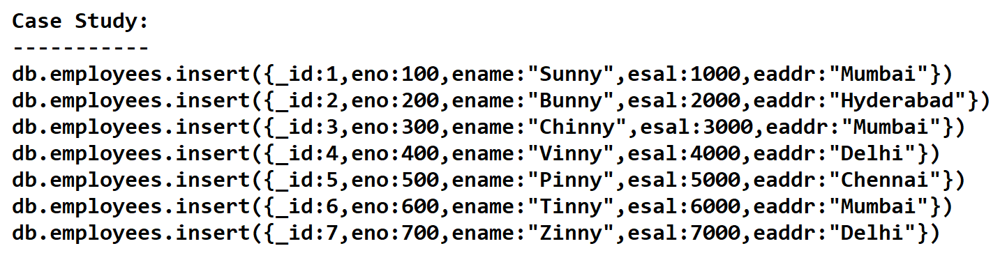 Case Study:
-----------
db.employees.insert({_id:1,eno:100,ename:"Sunny",esal:1000,eaddr:"Mumbai"})
db.employees.insert({_id:2,eno:200,ename:"Bunny",esal:2000,eaddr:"Hyderabad"})
db.employees.insert({_id:3,eno:300,ename:"Chinny",esal:3000,eaddr:"Mumbai"})
db.employees.insert({_id:4,eno:400,ename:"Vinny",esal:4000,eaddr:"Delhi"})
db.employees.insert({_id:5,eno:500,ename:"Pinny",esal:5000,eaddr:"Chennai"})
db.employees.insert({_id:6,eno:600,ename:"Tinny",esal:6000,eaddr:"Mumbai"})
db.employees.insert({_id:7,eno:700,ename:"Zinny",esal:7000,eaddr:"Delhi"})